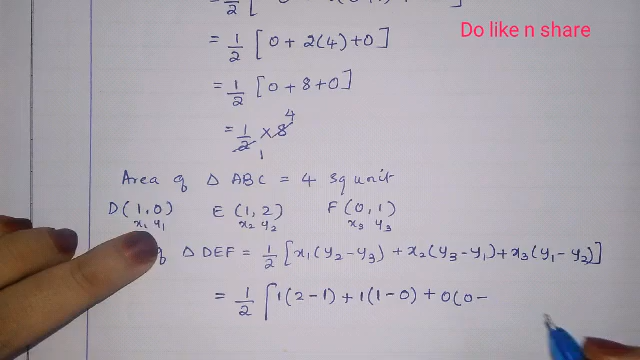 Do like n share
= 1/2 [0 + 2(4) + 0]
= 1/2 [0 + 8 + 0]
= 1/2 × 8 4
1
Area of △ ABC = 4 sq unit
D(1,0) E(1,2) F(0,1)
x₁ y₁ x₂ y₂ x₃ y₃
△ DEF = 1/2 [x₁(y₂-y₃) + x₂(y₃-y₁) + x₃(y₁-y₂)]
= 1/2 [1(2-1) + 1(1-0) + 0(0-